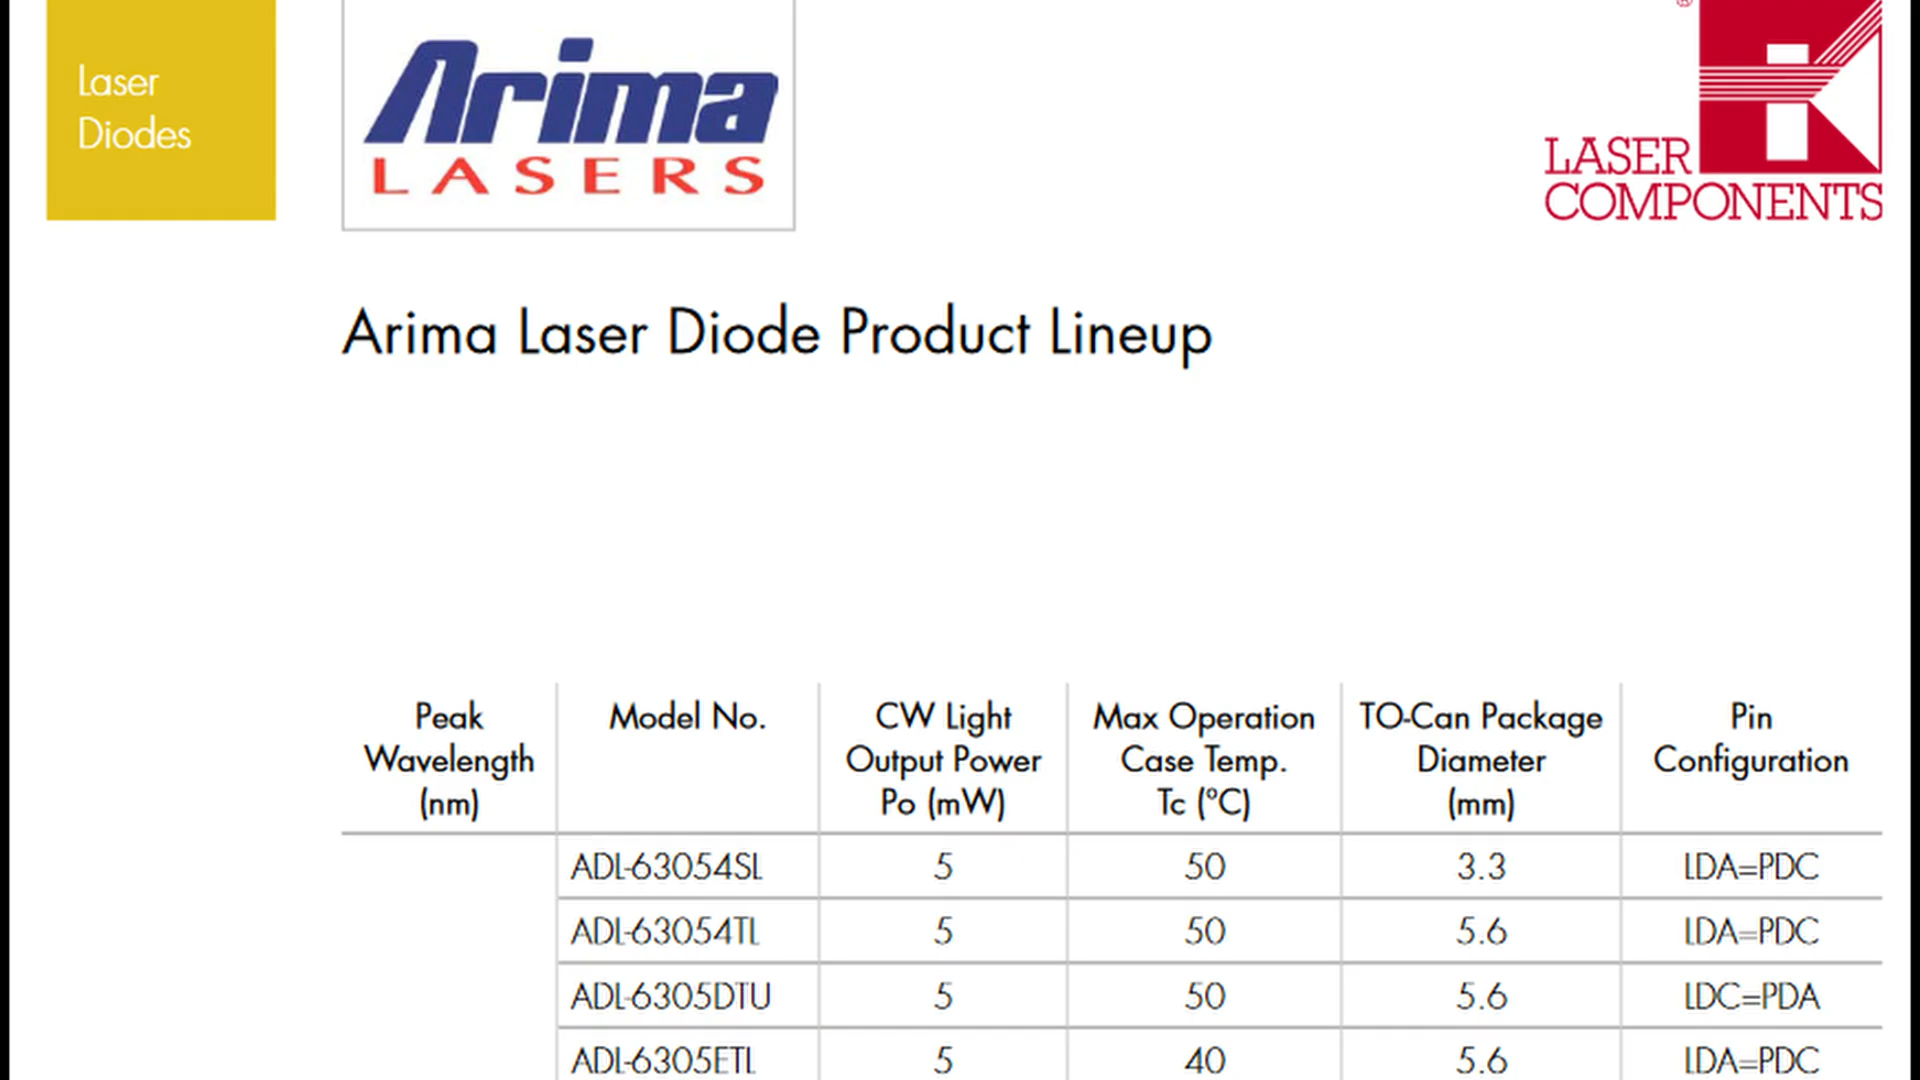 Laser
Diodes
Arima
LASERS
®
LASER
COMPONENTS
Arima Laser Diode Product Lineup
Peak Wavelength (nm) Model No. CW Light Output Power Po (mW) Max Operation Case Temp. Tc (°C) TO-Can Package Diameter (mm) Pin Configuration
ADL-63054SL 5 50 3.3 LDA=PDC
ADL-63054TL 5 50 5.6 LDA=PDC
ADL-6305DTU 5 50 5.6 LDC=PDA
ADL-6305ETL 5 40 5.6 LDA=PDC